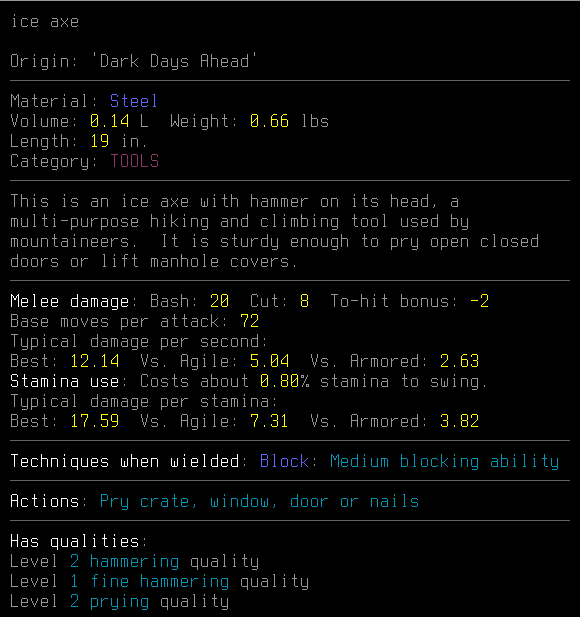 ice axe
Origin: 'Dark Days Ahead'
Material: Steel
Volume: 0.14 L  Weight: 0.66 lbs
Length: 19 in.
Category: TOOLS
This is an ice axe with hammer on its head, a
multi-purpose hiking and climbing tool used by
mountaineers.  It is sturdy enough to pry open closed
doors or lift manhole covers.
Melee damage: Bash: 20  Cut: 8  To-hit bonus: -2
Base moves per attack: 72
Typical damage per second:
Best: 12.14  Vs. Agile: 5.04  Vs. Armored: 2.63
Stamina use: Costs about 0.80% stamina to swing.
Typical damage per stamina:
Best: 17.59  Vs. Agile: 7.31  Vs. Armored: 3.82
Techniques when wielded: Block: Medium blocking ability
Actions: Pry crate, window, door or nails
Has qualities:
Level 2 hammering quality
Level 1 fine hammering quality
Level 2 prying quality